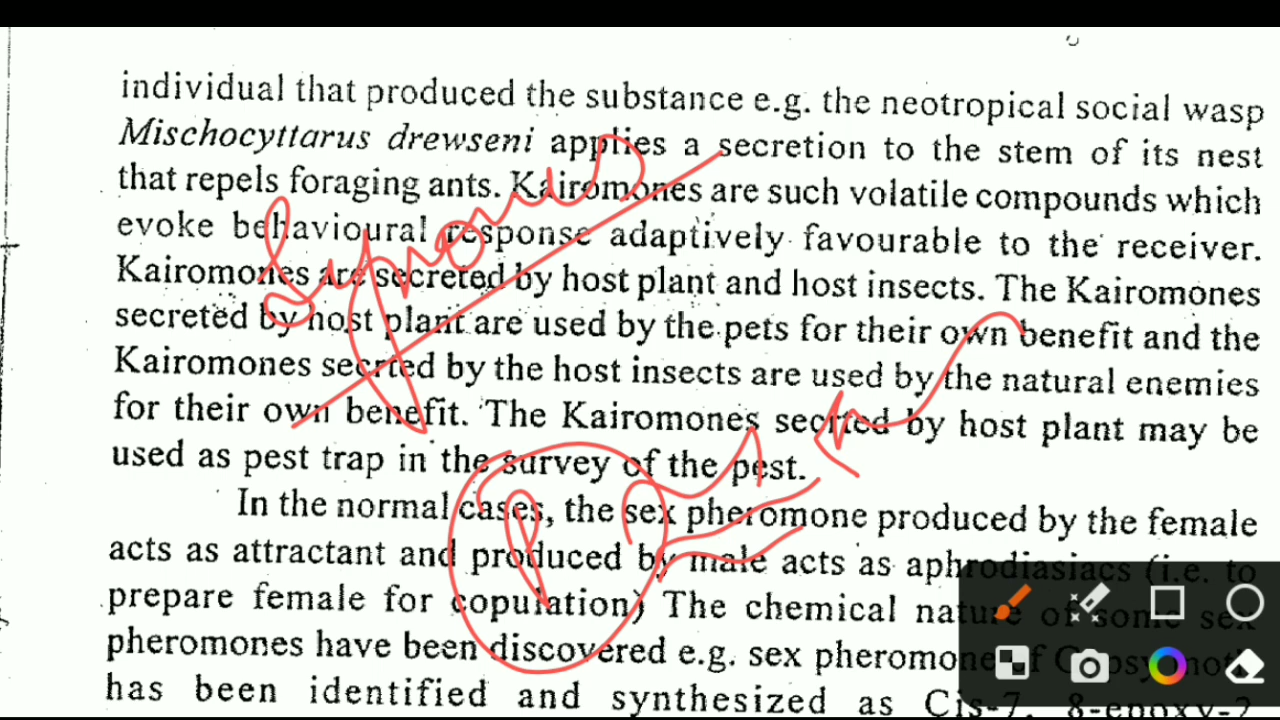 individual that produced the substance e.g. the neotropical social wasp
Mischocyttarus drewseni applies a secretion to the stem of its nest
that repels foraging ants. Kairomones are such volatile compounds which
evoke behavioural response adaptively favourable to the receiver.
Kairomones are secreted by host plant and host insects. The Kairomones
secreted by host plant are used by the pets for their own benefit and the
Kairomones secrted by the host insects are used by the natural enemies
for their own benefit. The Kairomones secrted by host plant may be
used as pest trap in the survey of the pest.
In the normal cases, the sex pheromone produced by the female
acts as attractant and produced by male acts as aphrodiasiacs (i.e. to
prepare female for copulation) The chemical nature of some sex
pheromones have been discovered e.g. sex pheromone of Gypsymoth
has been identified and synthesized as Cis-7, 8-epoxy-2